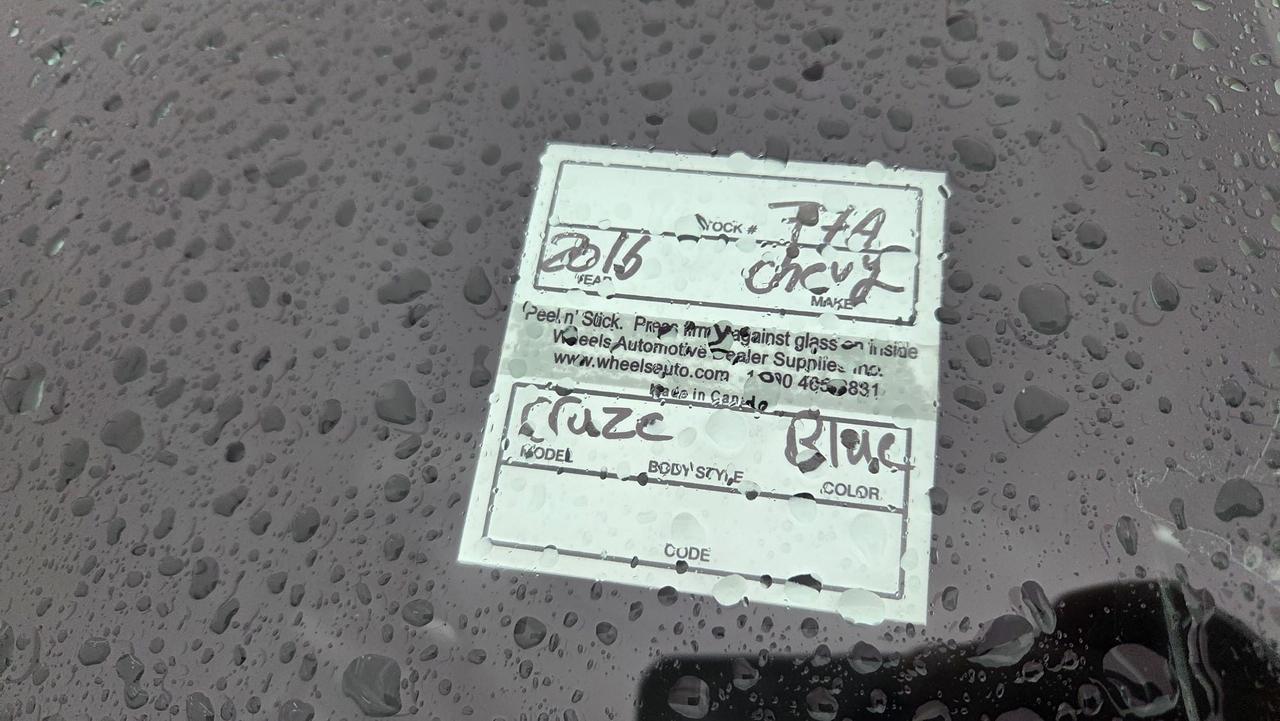 STOCK # T7A
2016 chevy
YEAR MAKE
Peel n' Stick. Press firmly against glass on inside
Wheels Automotive Dealer Supplies Inc.
www.wheelsauto.com
Made in Canada
Cruze Blue
MODEL BODY STYLE COLOR
CODE